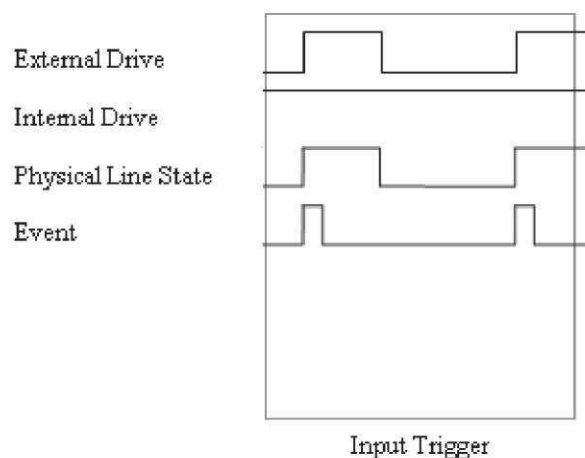 External Drive
Internal Drive
Physical Line State
Event
Input Trigger